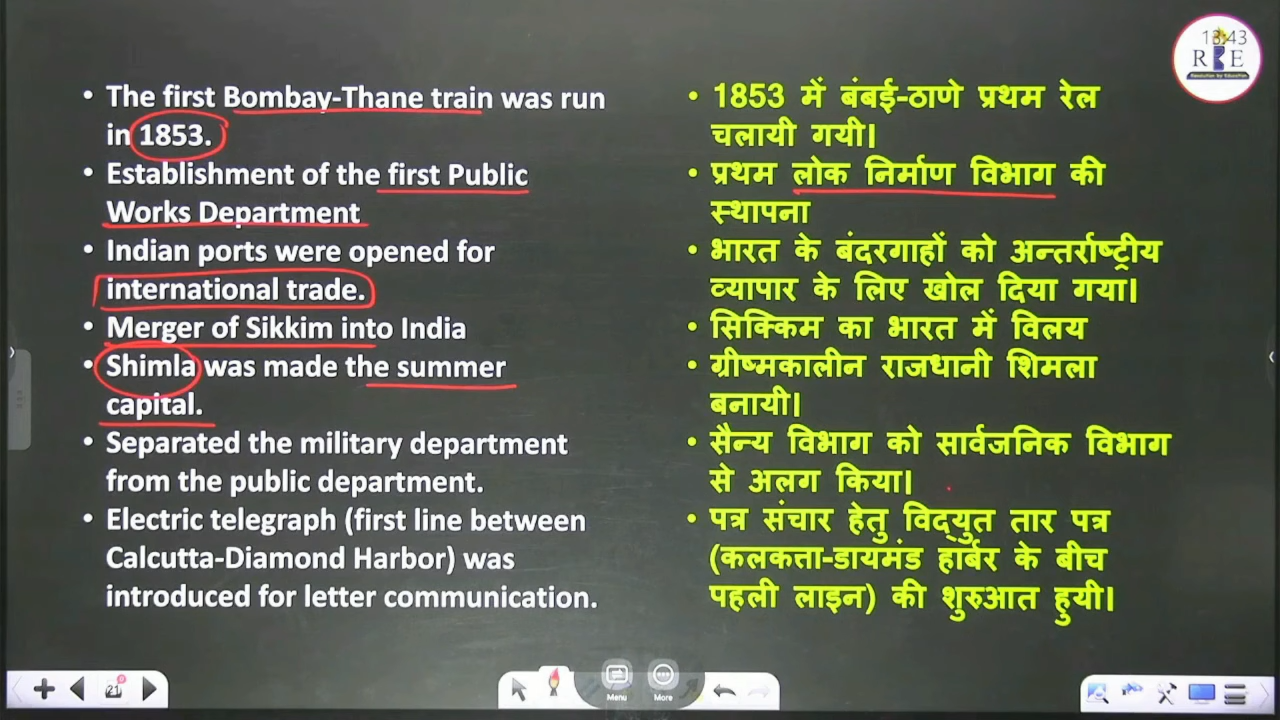 13:43
R E
• The first Bombay-Thane train was run
in 1853.
• Establishment of the first Public
Works Department
• Indian ports were opened for
international trade.
• Merger of Sikkim into India
• Shimla was made the summer
capital.
• Separated the military department
from the public department.
• Electric telegraph (first line between
Calcutta-Diamond Harbor) was
introduced for letter communication.
• 1853 में बंबई-ठाणे प्रथम रेल
चलायी गयी।
• प्रथम लोक निर्माण विभाग की
स्थापना
• भारत के बंदरगाहों को अन्तर्राष्ट्रीय
व्यापार के लिए खोल दिया गया।
• सिक्किम का भारत में विलय
• ग्रीष्मकालीन राजधानी शिमला
बनायी।
• सैन्य विभाग को सार्वजनिक विभाग
से अलग किया।
• पत्र संचार हेतु विद्युत तार पत्र
(कलकत्ता-डायमंड हार्बर के बीच
पहली लाइन) की शुरुआत हुयी।
21
Menu
More